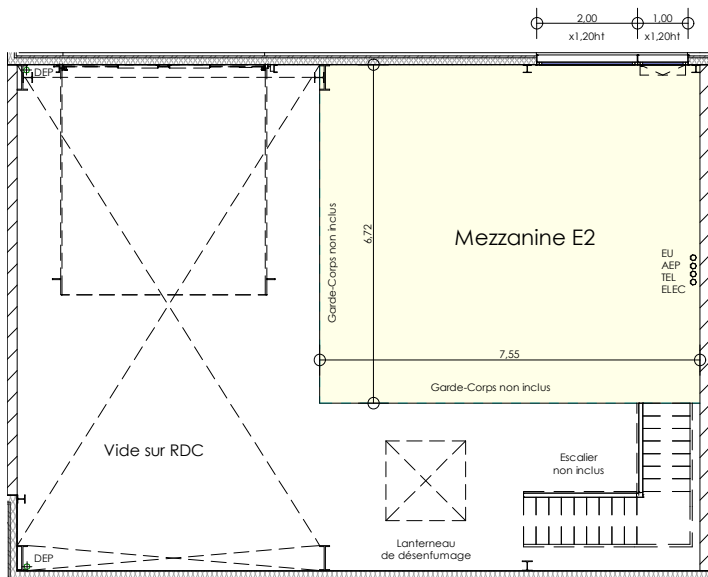 2,00
1,00
x1,20ht
x1,20ht
DEP
Garde-Corps non inclus
6,72
Mezzanine E2
EU
AEP
TEL
ELEC
7,55
Garde-Corps non inclus
Vide sur RDC
Escalier
non inclus
Lanterneau
de désenfumage
DEP